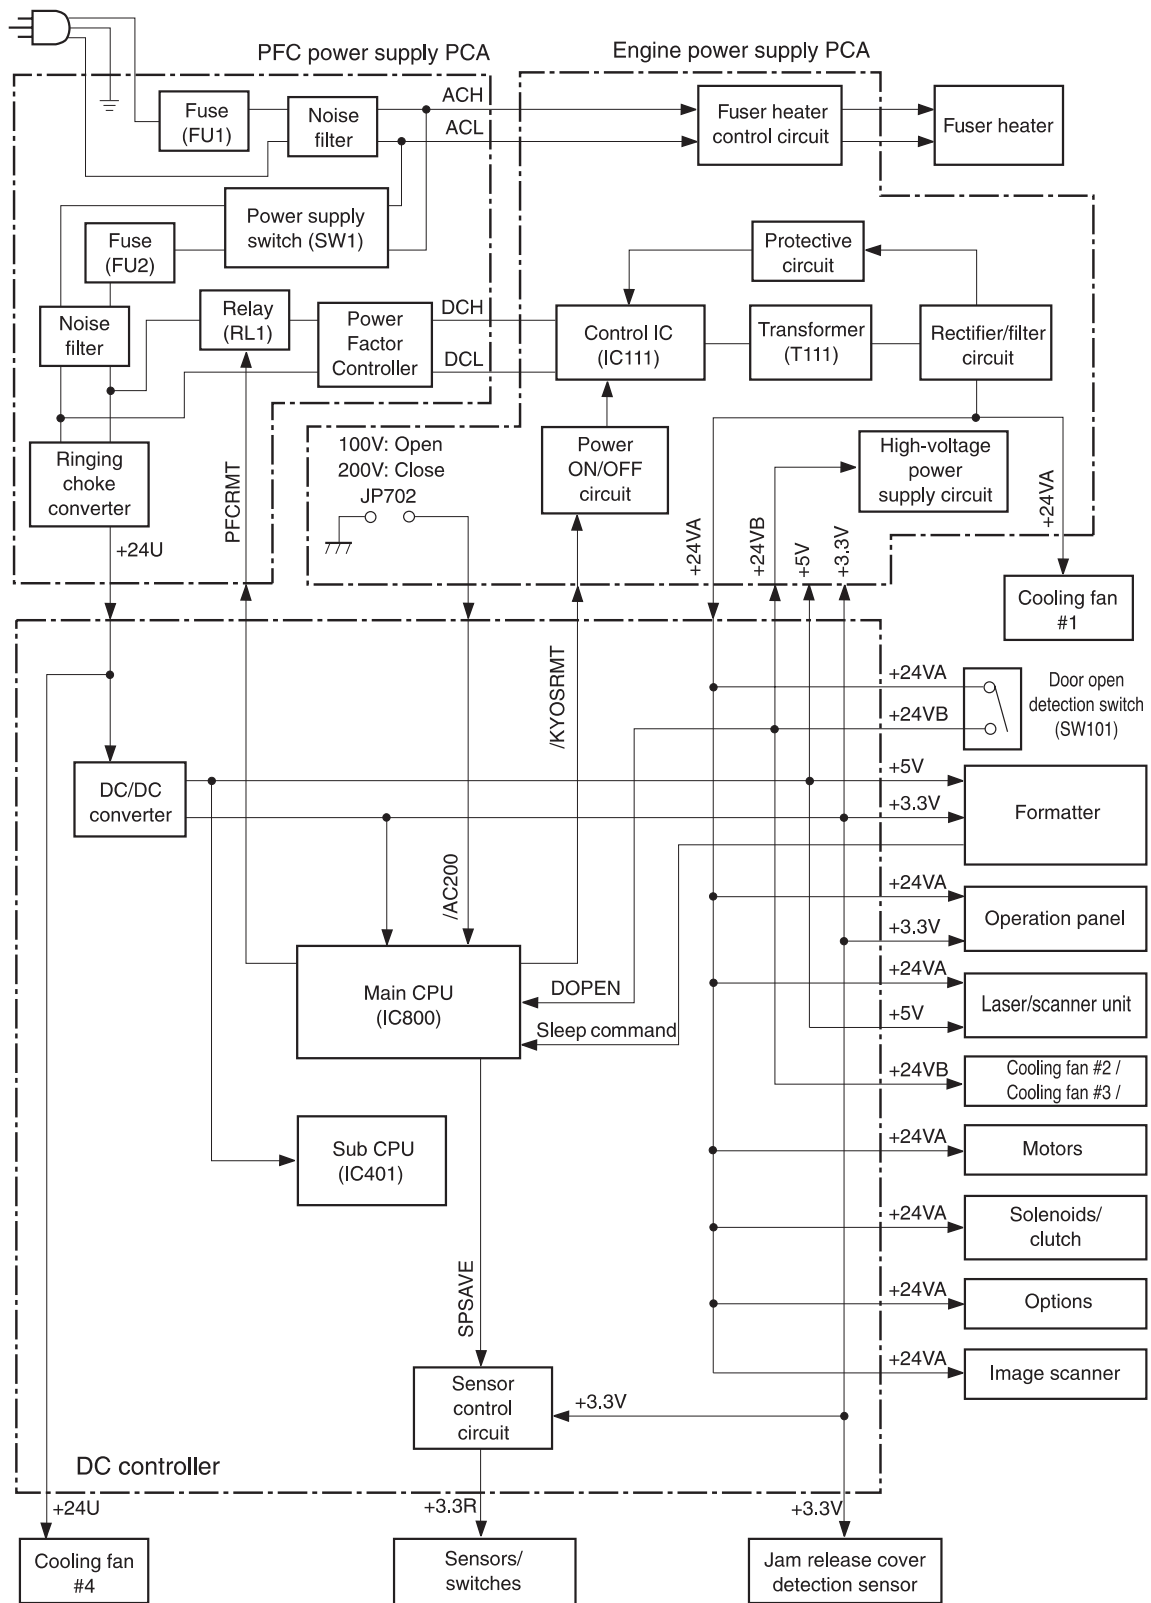 PFC power supply PCA
Engine power supply PCA
Fuse
(FU1)
Noise
filter
ACH
ACL
Fuser heater
control circuit
Fuser heater
Power supply
switch (SW1)
Fuse
(FU2)
Protective
circuit
Noise
filter
Relay
(RL1)
Power
Factor
Controller
DCH
DCL
Control IC
(IC111)
Transformer
(T111)
Rectifier/filter
circuit
Ringing
choke
converter
+24U
PFCRMT
100V: Open
200V: Close
JP702
Power
ON/OFF
circuit
High-voltage
power
supply circuit
+24VA
+24VB
+5V
+3.3V
+24VA
Cooling fan
#1
/KYOSRMT
+24VA
+24VB
Door open
detection switch
(SW101)
DC/DC
converter
+5V
+3.3V
Formatter
/AC200
+24VA
+3.3V
Operation panel
Main CPU
(IC800)
DOPEN
Sleep command
+24VA
+5V
Laser/scanner unit
+24VB
Cooling fan #2 /
Cooling fan #3 /
Sub CPU
(IC401)
+24VA
Motors
+24VA
Solenoids/
clutch
SPSAVE
+24VA
Options
+24VA
Image scanner
Sensor
control
circuit
+3.3V
DC controller
+24U
+3.3R
+3.3V
Cooling fan
#4
Sensors/
switches
Jam release cover
detection sensor